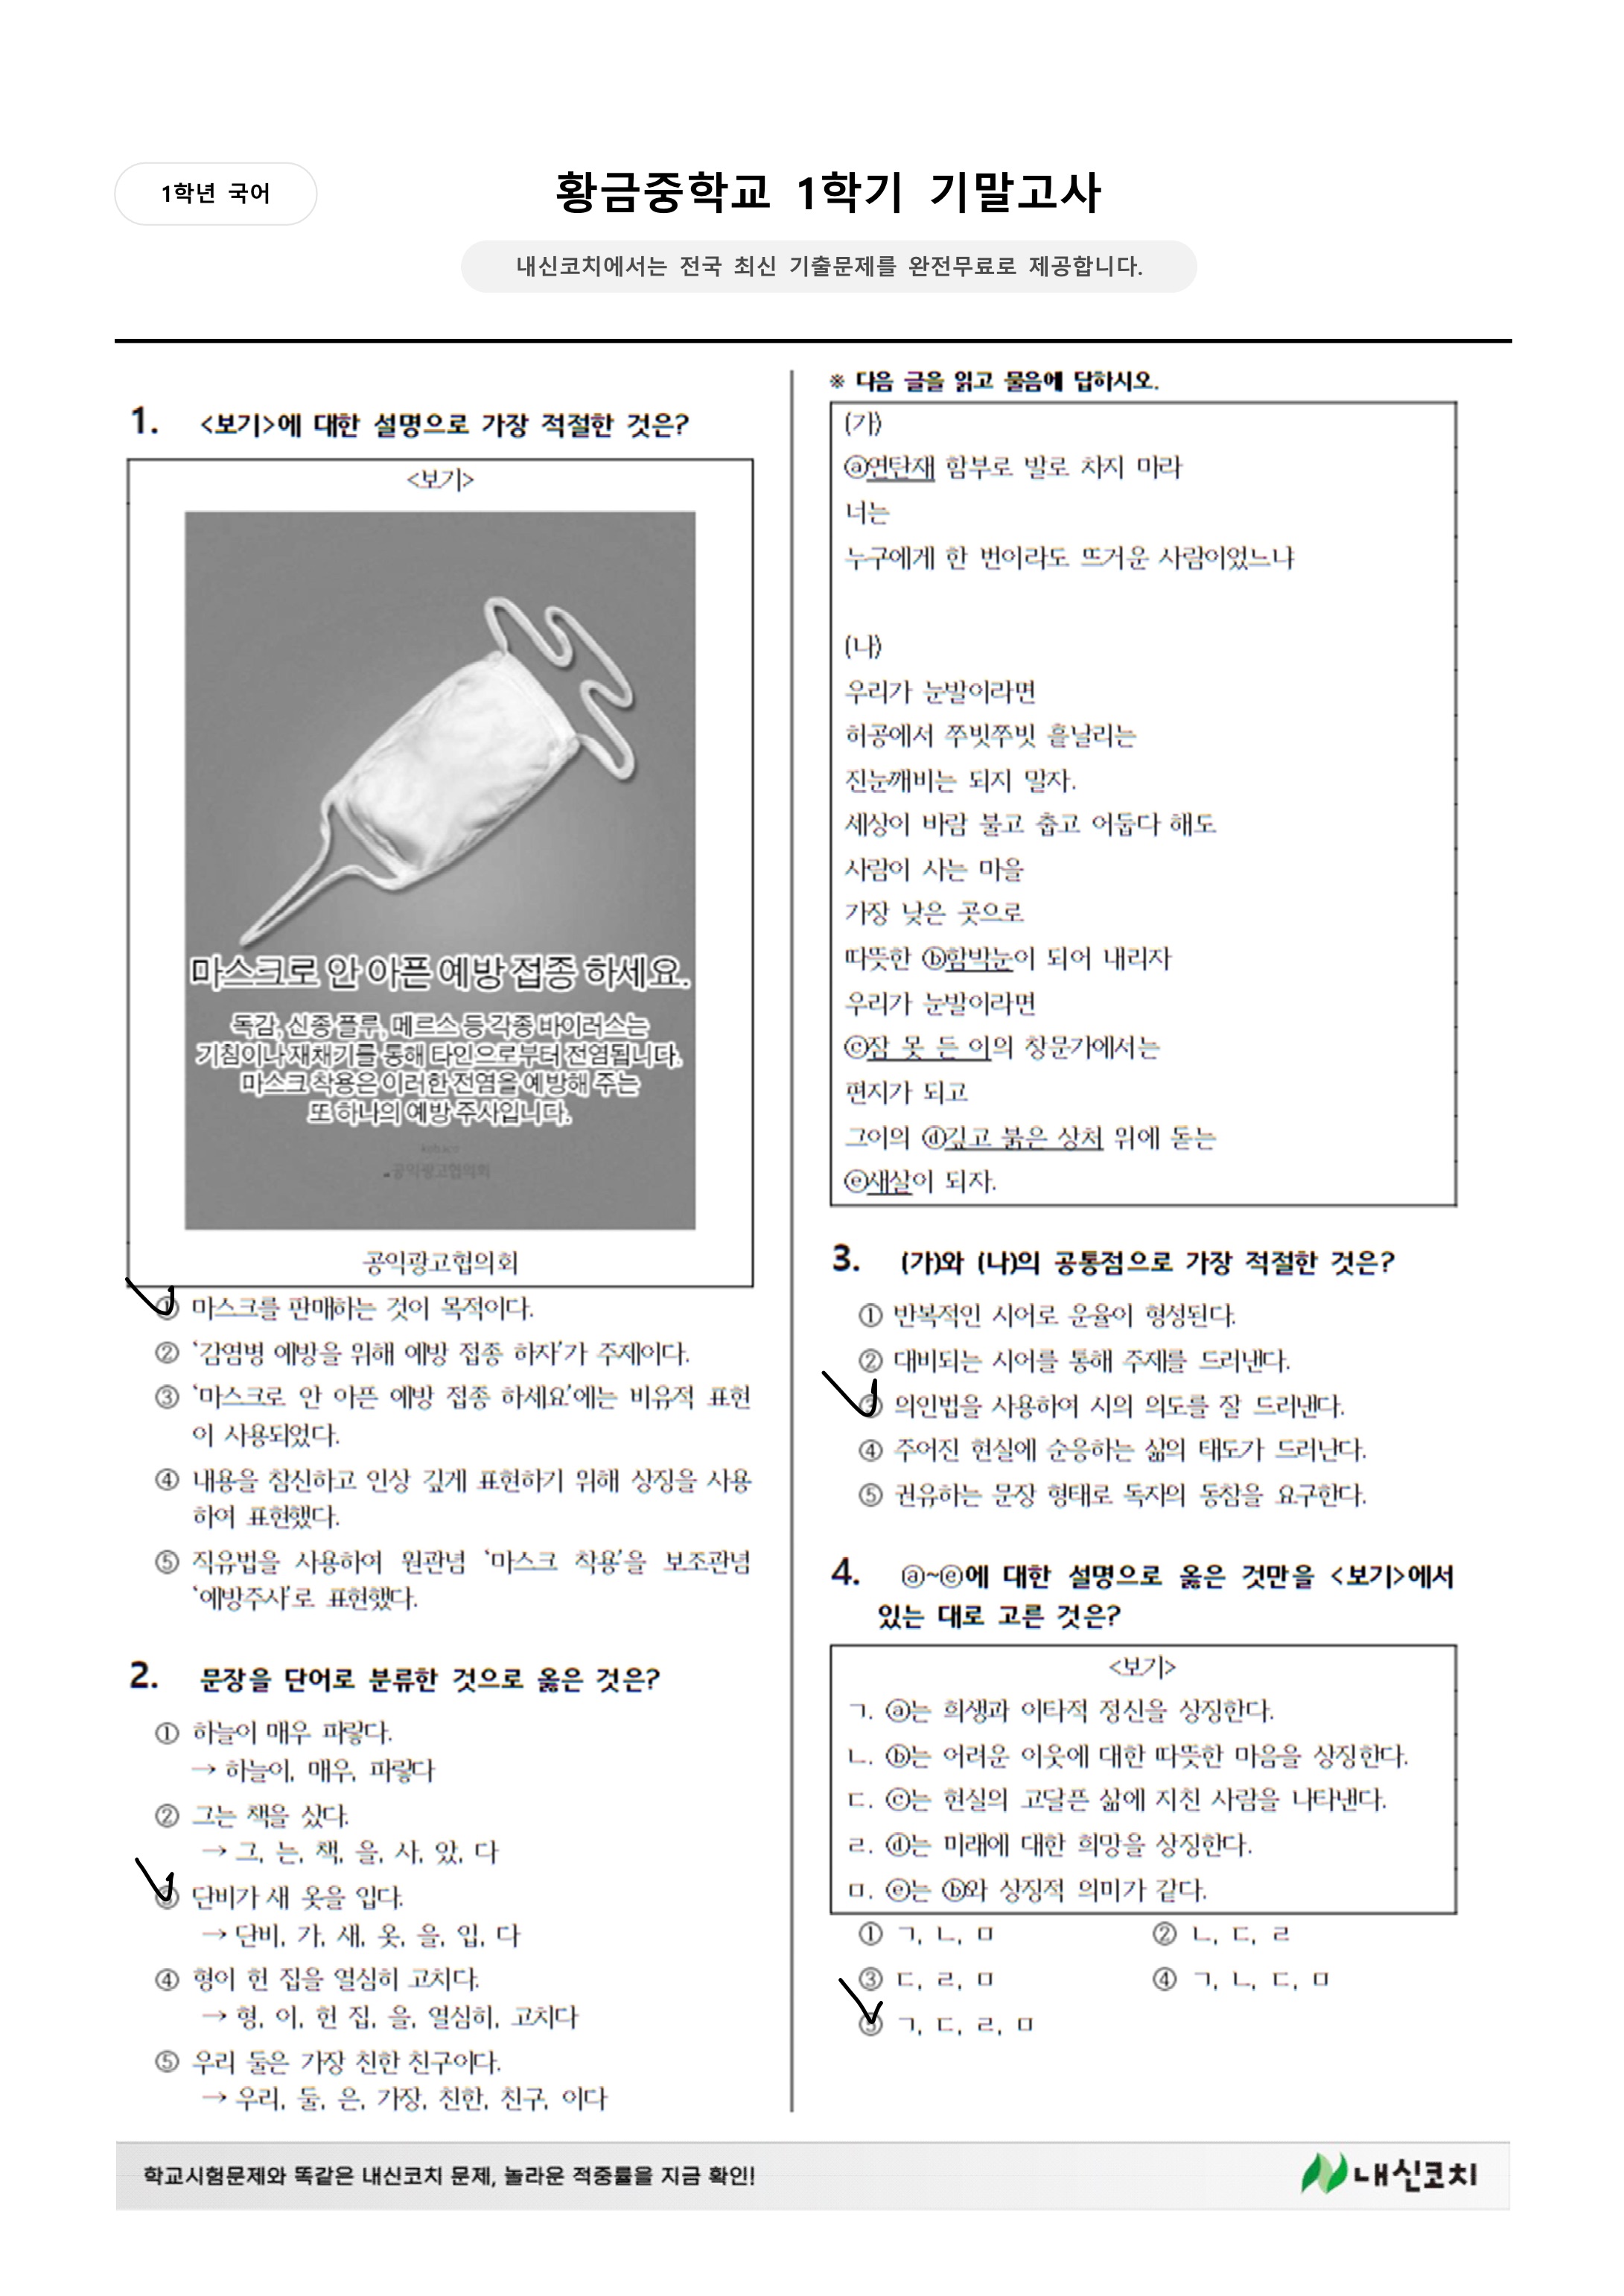 1학년 국어
황금중학교 1학기 기말고사
내신코치에서는 전국 최신 기출문제를 완전무료로 제공합니다.
1. <보기>에 대한 설명으로 가장 적절한 것은?
<보기>
마스크로 안 아픈 예방 접종 하세요.
독감, 신종 플루, 메르스 등 각종 바이러스는
기침이나 재채기를 통해 타인으로부터 전염됩니다.
마스크 착용은 이러한 전염을 예방해 주는
또 하나의 예방 주사입니다.
kobaco
공익광고협의회
공익광고협의회
① 마스크를 판매하는 것이 목적이다.
② ‘감염병 예방을 위해 예방 접종 하자’가 주제이다.
③ ‘마스크로 안 아픈 예방 접종 하세요’에는 비유적 표현
이 사용되었다.
④ 내용을 참신하고 인상 깊게 표현하기 위해 상징을 사용
하여 표현했다.
⑤ 직유법을 사용하여 원관념 ‘마스크 착용’을 보조관념
‘예방주사’로 표현했다.
2. 문장을 단어로 분류한 것으로 옳은 것은?
① 하늘이 매우 파랗다.
→ 하늘이, 매우, 파랗다
② 그는 책을 샀다.
→ 그, 는, 책, 을, 사, 았, 다
③ 단비가 새 옷을 입다.
→ 단비, 가, 새, 옷, 을, 입, 다
④ 형이 헌 집을 열심히 고치다.
→ 형, 이, 헌 집, 을, 열심히, 고치다
⑤ 우리 둘은 가장 친한 친구이다.
→ 우리, 둘, 은, 가장, 친한, 친구, 이다
※ 다음 글을 읽고 물음에 답하시오.
(가)
ⓐ연탄재 함부로 발로 차지 마라
너는
누구에게 한 번이라도 뜨거운 사람이었느냐
(나)
우리가 눈발이라면
허공에서 쭈빗쭈빗 흩날리는
진눈깨비는 되지 말자.
세상이 바람 불고 춥고 어둡다 해도
사람이 사는 마을
가장 낮은 곳으로
따뜻한 ⓑ함박눈이 되어 내리자
우리가 눈발이라면
ⓒ잠 못 든 이의 창문가에서는
편지가 되고
그이의 ⓓ깊고 붉은 상처 위에 돋는
ⓔ새살이 되자.
3. (가)와 (나)의 공통점으로 가장 적절한 것은?
① 반복적인 시어로 운율이 형성된다.
② 대비되는 시어를 통해 주제를 드러낸다.
③ 의인법을 사용하여 시의 의도를 잘 드러낸다.
④ 주어진 현실에 순응하는 삶의 태도가 드러난다.
⑤ 권유하는 문장 형태로 독자의 동참을 요구한다.
4. ⓐ~ⓔ에 대한 설명으로 옳은 것만을 <보기>에서
있는 대로 고른 것은?
<보기>
ㄱ. ⓐ는 희생과 이타적 정신을 상징한다.
ㄴ. ⓑ는 어려운 이웃에 대한 따뜻한 마음을 상징한다.
ㄷ. ⓒ는 현실의 고달픈 삶에 지친 사람을 나타낸다.
ㄹ. ⓓ는 미래에 대한 희망을 상징한다.
ㅁ. ⓔ는 ⓑ와 상징적 의미가 같다.
① ㄱ, ㄴ, ㅁ ② ㄴ, ㄷ, ㄹ
③ ㄷ, ㄹ, ㅁ ④ ㄱ, ㄴ, ㄷ, ㅁ
⑤ ㄱ, ㄷ, ㄹ, ㅁ
학교시험문제와 똑같은 내신코치 문제, 놀라운 적중률을 지금 확인!
내신코치